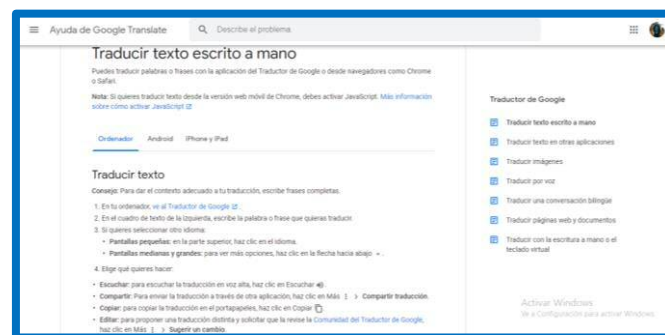 Ayuda de Google Translate
Describe el problema
Traducir texto escrito a mano
Puedes traducir palabras o frases con la aplicación del Traductor de Google o desde navegadores como Chrome
o Safari.
Nota: Si quieres traducir texto desde la versión web móvil de Chrome, debes activar JavaScript. Más información
sobre cómo activar JavaScript
Ordenador Android iPhone y iPad
Traducir texto
Consejo: Para dar el contexto adecuado a tu traducción, escribe frases completas.
1. En tu ordenador, ve al Traductor de Google.
2. En el cuadro de texto de la izquierda, escribe la palabra o frase que quieras traducir.
3. Si quieres seleccionar otro idioma:
• Pantallas pequeñas: en la parte superior, haz clic en el idioma.
• Pantallas medianas y grandes: para ver más opciones, haz clic en la flecha hacia abajo.
4. Elige qué quieres hacer:
• Escuchar: para escuchar la traducción en voz alta, haz clic en Escuchar.
• Compartir: Para enviar la traducción a través de otra aplicación, haz clic en Más > Compartir traducción.
• Copiar: para copiar la traducción en el portapapeles, haz clic en Copiar
• Editar: para proponer una traducción distinta y solicitar que la revise la Comunidad del Traductor de Google,
haz clic en Más > Sugerir un cambio.
Traductor de Google
Traducir texto escrito a mano
Traducir texto en otras aplicaciones
Traducir imágenes
Traducir por voz
Traducir una conversación bilingüe
Traducir páginas web y documentos
Traducir con la escritura a mano o el
teclado virtual
Activar Windows
Ve a Configuración para activar Windows.